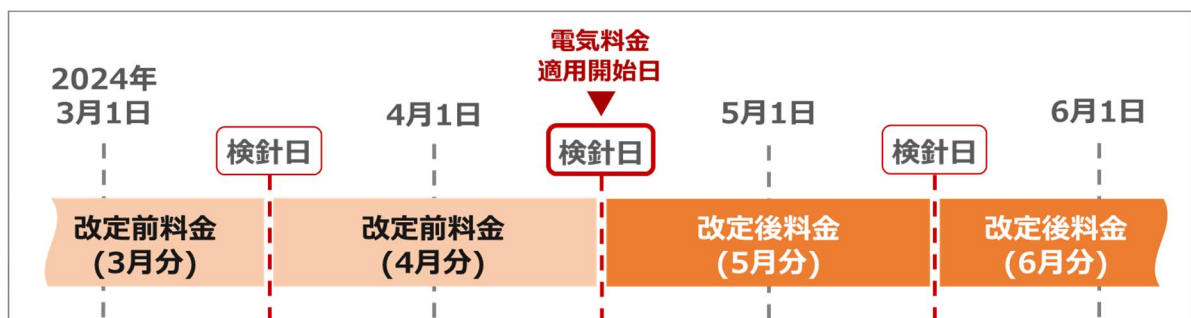 電気料金
適用開始日
2024年
3月1日
4月1日
5月1日
6月1日
検針日
検針日
検針日
改定前料金
(3月分)
改定前料金
(4月分)
改定後料金
(5月分)
改定後料金
(6月分)